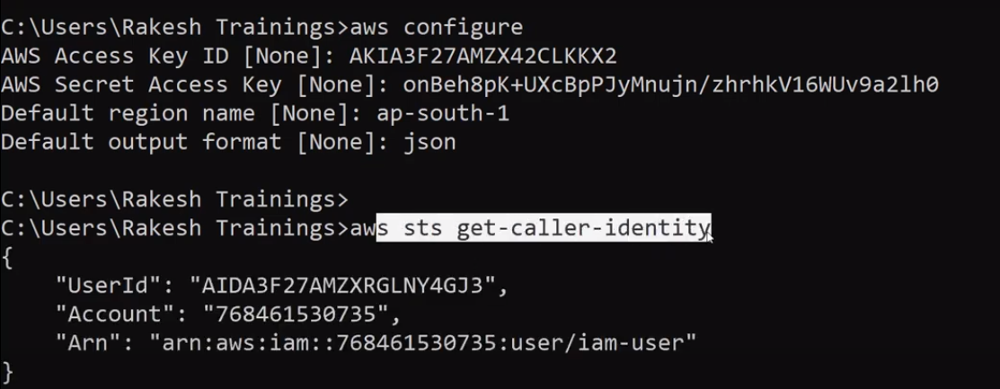 C:\Users\Rakesh Trainings>aws configure
AWS Access Key ID [None]: AKIA3F27AMZX42CLKKX2
AWS Secret Access Key [None]: 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
Default region name [None]: ap-south-1
Default output format [None]: json
C:\Users\Rakesh Trainings>
C:\Users\Rakesh Trainings>aws sts get-caller-identity
{
    "UserId": "AIDA3F27AMZXRGLNY4GJ3",
    "Account": "768461530735",
    "Arn": "arn:aws:iam::768461530735:user/iam-user"
}